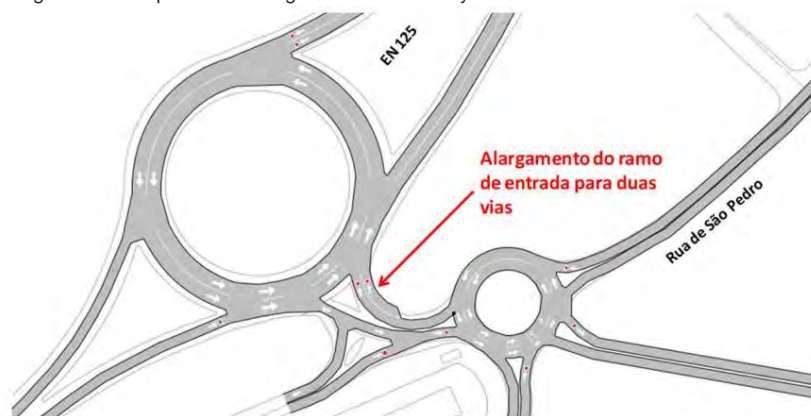 EN 125
Alargamento do ramo
de entrada para duas
vias
Rua de São Pedro